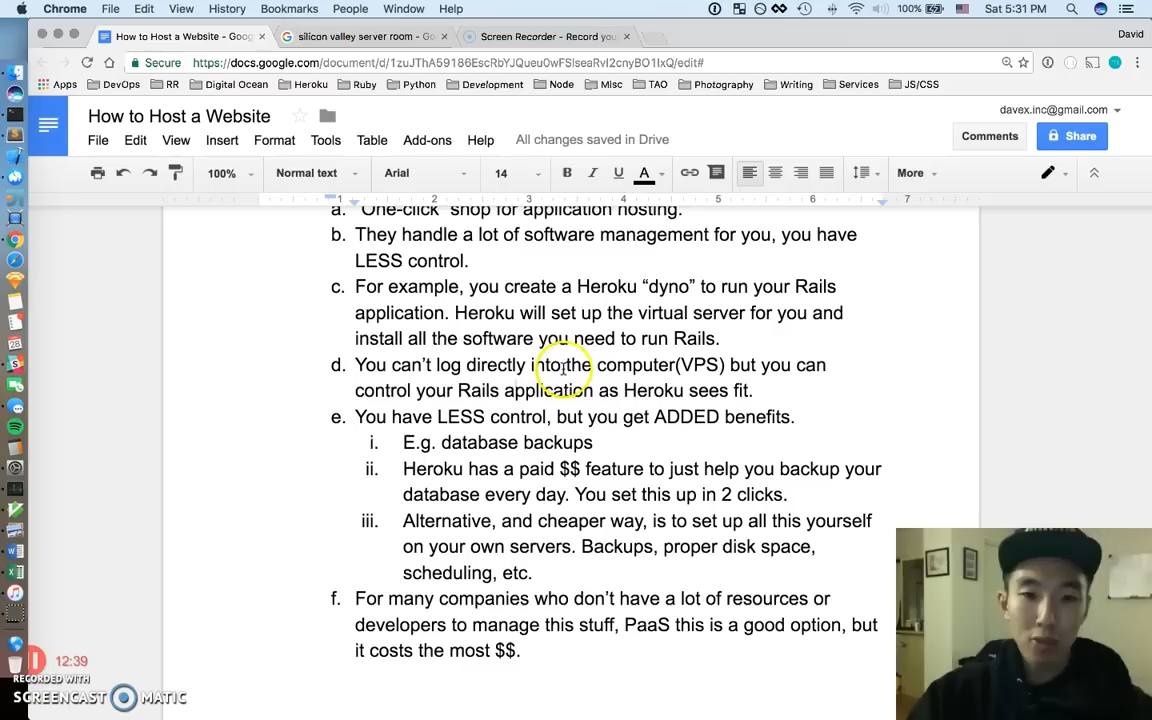 Chrome File Edit View History Bookmarks People Window Help 100% Sat 5:31 PM
How to Host a Website - Goog silicon valley server room - Go Screen Recorder - Record you David
Secure https://docs.google.com/document/d/1zuJThA59186EscRbYJQueu0wFSlseaRvI2cnyBO1IxQ/edit#
Apps DevOps RR Digital Ocean Heroku Ruby Python Development Node Misc TAO Photography Writing Services JS/CSS
How to Host a Website davex.inc@gmail.com
File Edit View Insert Format Tools Table Add-ons Help All changes saved in Drive Comments Share
100% Normal text Arial 14 B I U A More
1 1 2 3 4 5 6 7
a. "One-click" shop for application hosting.
b. They handle a lot of software management for you, you have
LESS control.
c. For example, you create a Heroku “dyno” to run your Rails
application. Heroku will set up the virtual server for you and
install all the software you need to run Rails.
d. You can’t log directly into the computer(VPS) but you can
control your Rails application as Heroku sees fit.
e. You have LESS control, but you get ADDED benefits.
i. E.g. database backups
ii. Heroku has a paid $$ feature to just help you backup your
database every day. You set this up in 2 clicks.
iii. Alternative, and cheaper way, is to set up all this yourself
on your own servers. Backups, proper disk space,
scheduling, etc.
f. For many companies who don’t have a lot of resources or
developers to manage this stuff, PaaS this is a good option, but
it costs the most $$.
12:39
RECORDED WITH
SCREENCAST MATIC